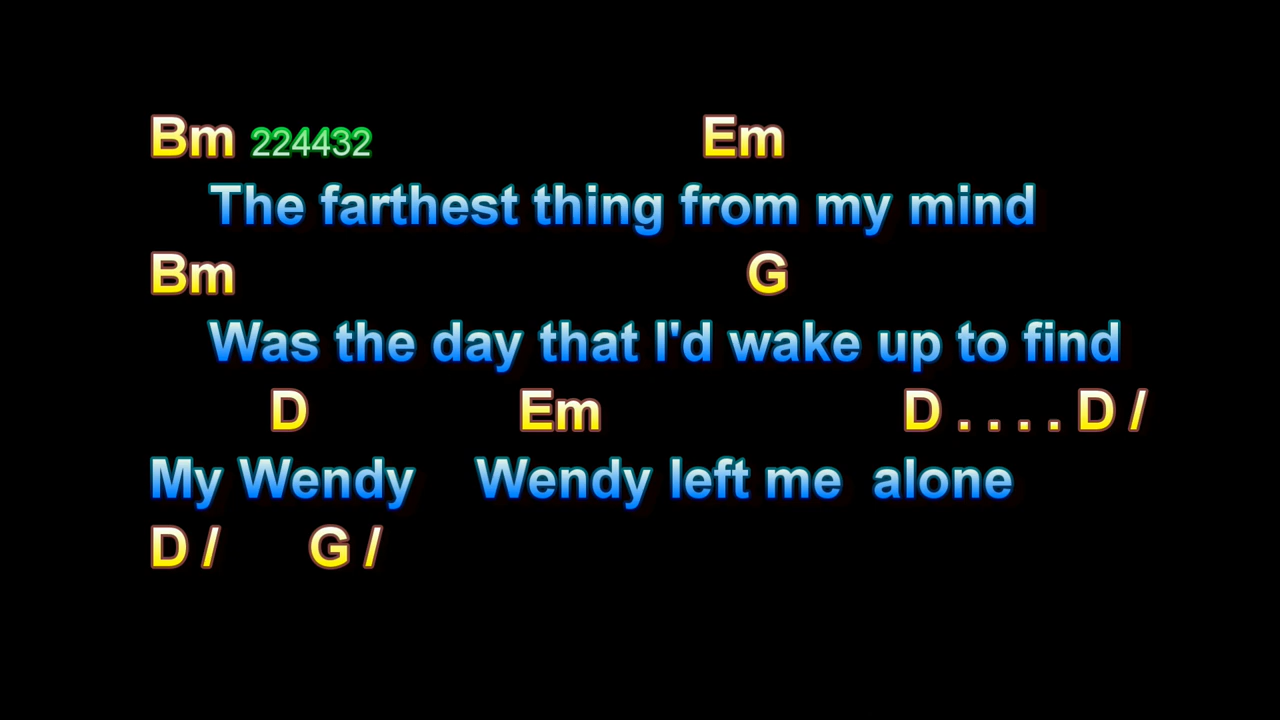 Bm 224432 Em
The farthest thing from my mind
Bm G
Was the day that I'd wake up to find
D Em D . . . . D /
My Wendy Wendy left me alone
D / G /